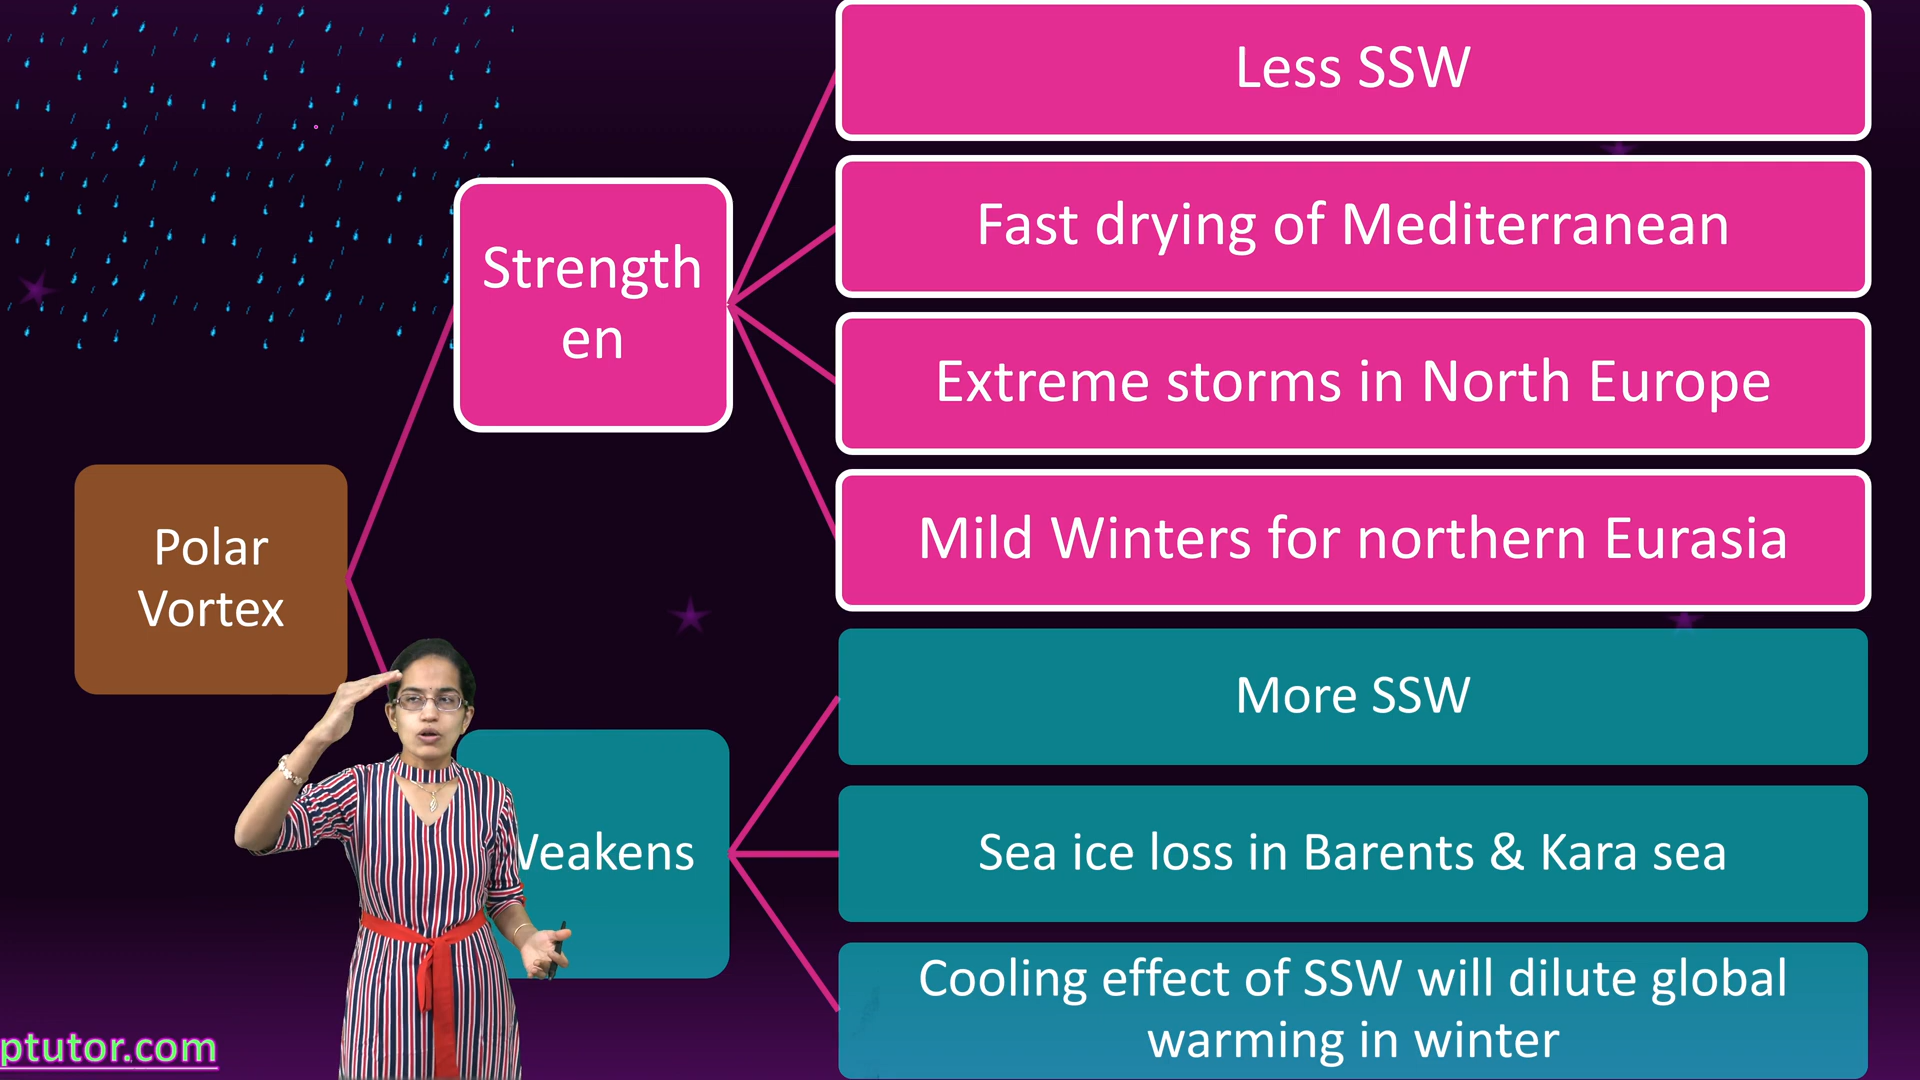 Less SSW
Fast drying of Mediterranean
Strength
en
Extreme storms in North Europe
Mild Winters for northern Eurasia
Polar
Vortex
More SSW
Weakens
Sea ice loss in Barents & Kara sea
Cooling effect of SSW will dilute global
warming in winter
ptutor.com